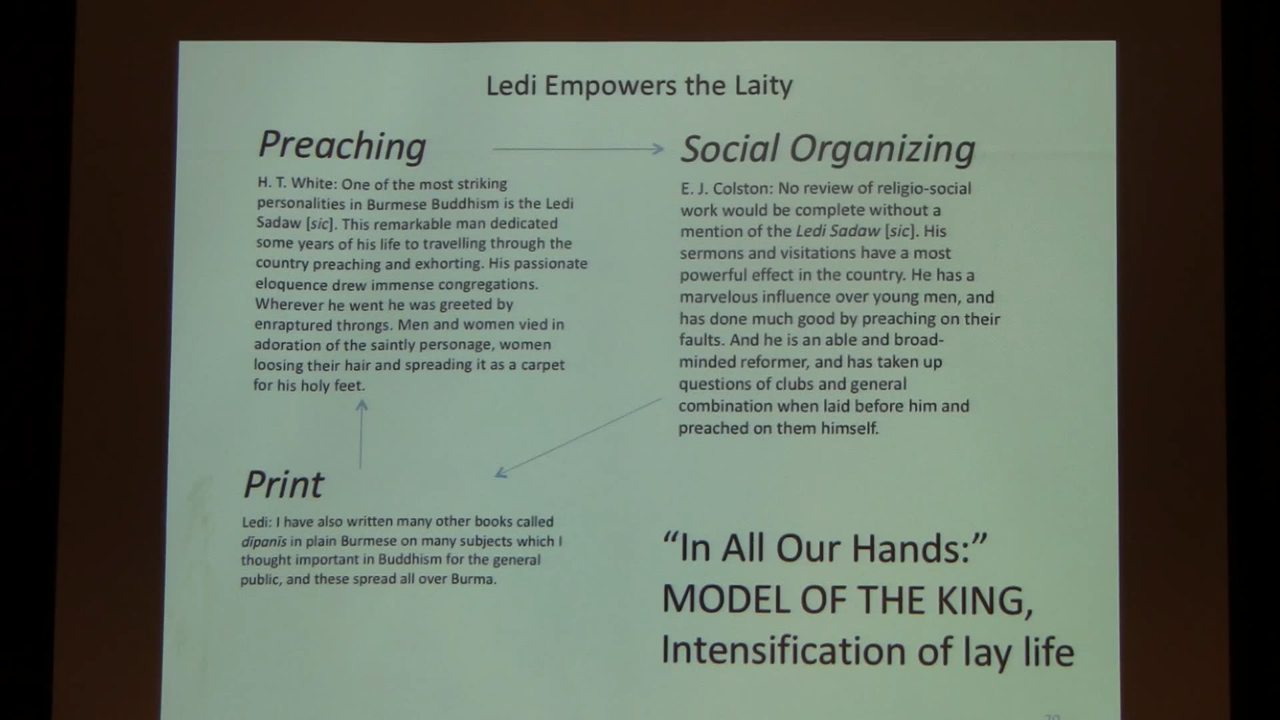 Ledi Empowers the Laity
Preaching
H. T. White: One of the most striking
personalities in Burmese Buddhism is the Ledi
Sadaw [sic]. This remarkable man dedicated
some years of his life to travelling through the
country preaching and exhorting. His passionate
eloquence drew immense congregations.
Wherever he went he was greeted by
enraptured throngs. Men and women vied in
adoration of the saintly personage, women
loosing their hair and spreading it as a carpet
for his holy feet.
Social Organizing
E. J. Colston: No review of religio-social
work would be complete without a
mention of the Ledi Sadaw [sic]. His
sermons and visitations have a most
powerful effect in the country. He has a
marvelous influence over young men, and
has done much good by preaching on their
faults. And he is an able and broad-
minded reformer, and has taken up
questions of clubs and general
combination when laid before him and
preached on them himself.
Print
Ledi: I have also written many other books called
dīpanīs in plain Burmese on many subjects which I
thought important in Buddhism for the general
public, and these spread all over Burma.
“In All Our Hands:”
MODEL OF THE KING,
Intensification of lay life